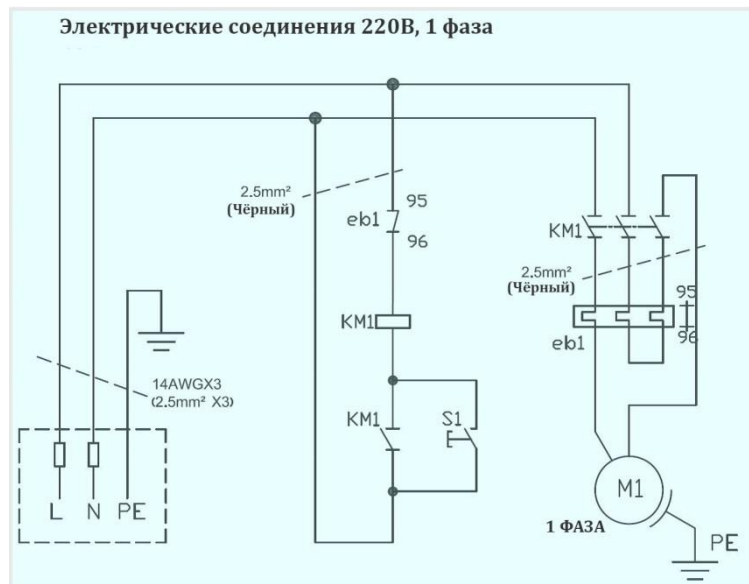 Электрические соединения 220В, 1 фаза
2.5mm²
(Чёрный)
95
eb1
96
KM1
KM1
S1
KM1
2.5mm²
(Чёрный)
95
96
eb1
14AWGX3
(2.5mm² X3)
L N PE
M1
1 ФАЗА
PE